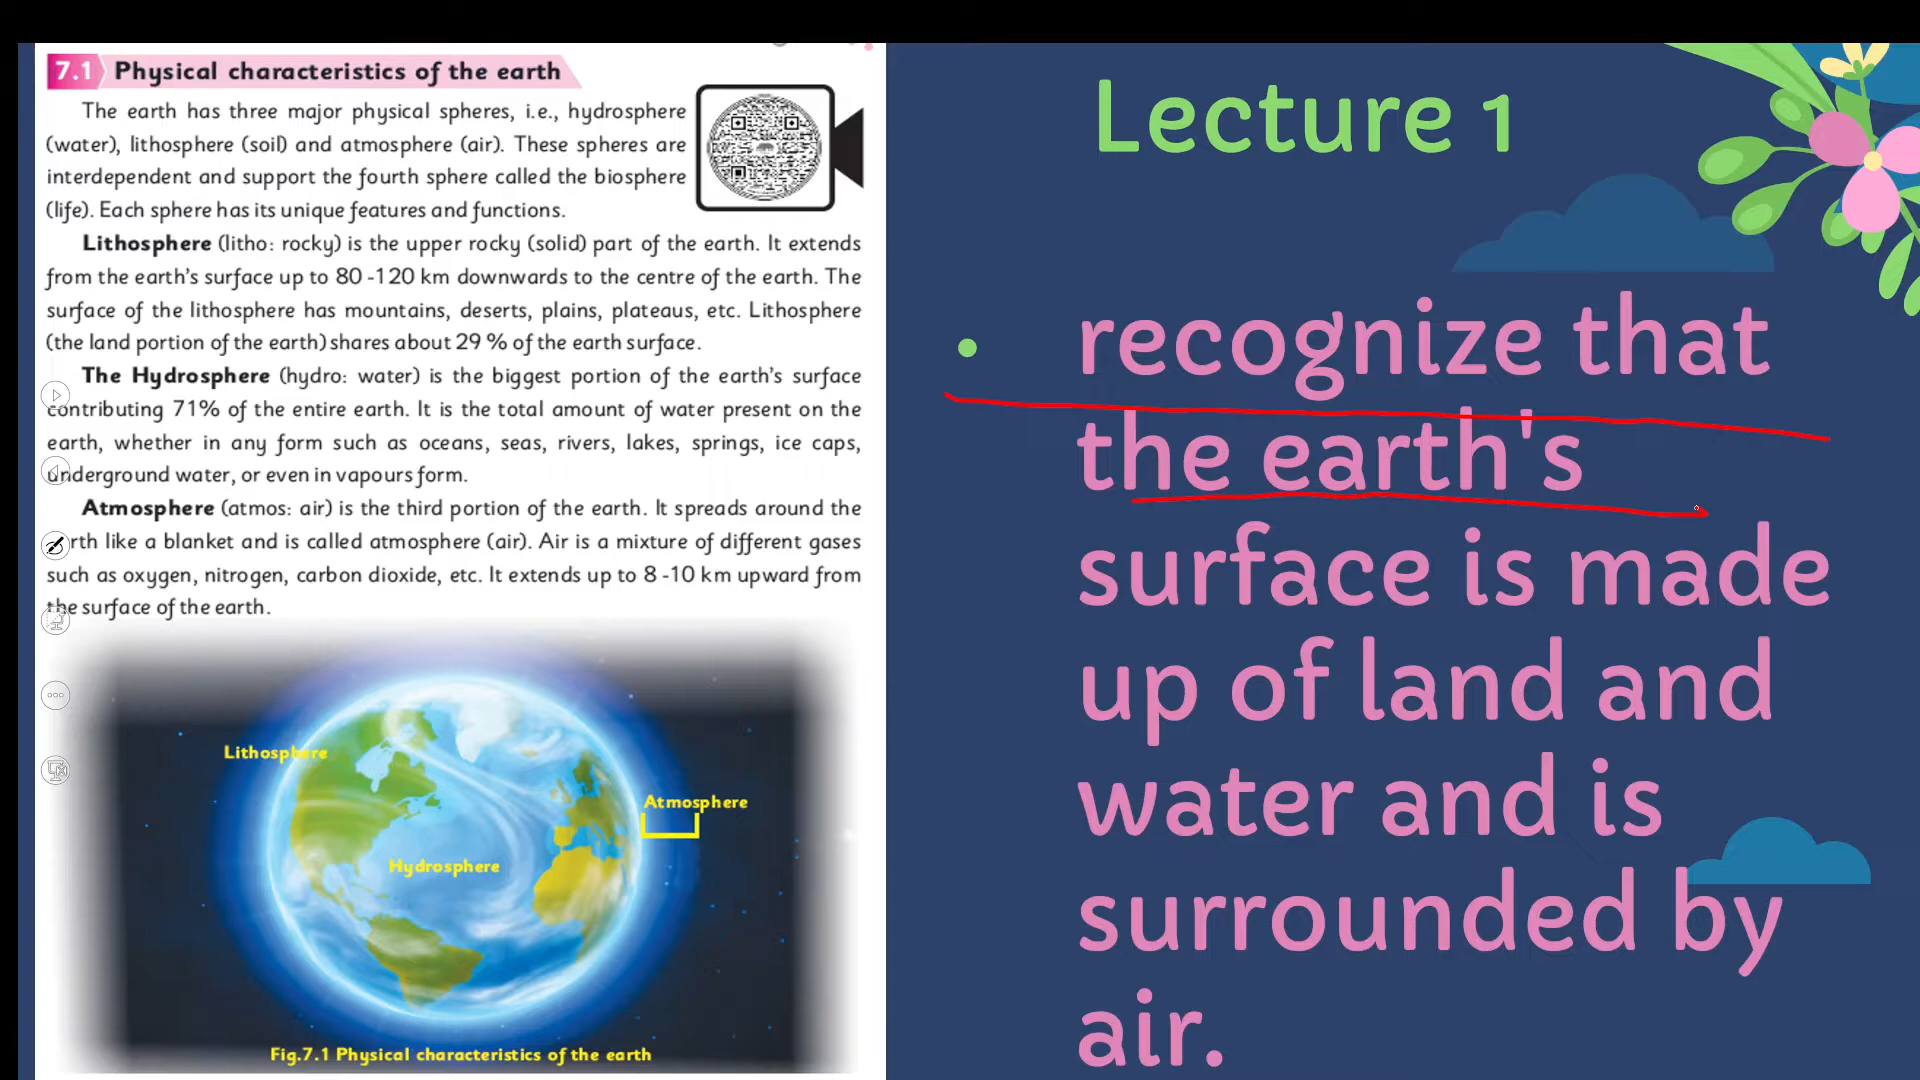 7.1 Physical characteristics of the earth
The earth has three major physical spheres, i.e., hydrosphere
(water), lithosphere (soil) and atmosphere (air). These spheres are
interdependent and support the fourth sphere called the biosphere
(life). Each sphere has its unique features and functions.
Lithosphere (litho: rocky) is the upper rocky (solid) part of the earth. It extends
from the earth's surface up to 80 -120 km downwards to the centre of the earth. The
surface of the lithosphere has mountains, deserts, plains, plateaus, etc. Lithosphere
(the land portion of the earth) shares about 29 % of the earth surface.
The Hydrosphere (hydro: water) is the biggest portion of the earth's surface
contributing 71% of the entire earth. It is the total amount of water present on the
earth, whether in any form such as oceans, seas, rivers, lakes, springs, ice caps,
underground water, or even in vapours form.
Atmosphere (atmos: air) is the third portion of the earth. It spreads around the
earth like a blanket and is called atmosphere (air). Air is a mixture of different gases
such as oxygen, nitrogen, carbon dioxide, etc. It extends up to 8 -10 km upward from
the surface of the earth.
Lithosphere
Atmosphere
Hydrosphere
Fig.7.1 Physical characteristics of the earth
Lecture 1
• recognize that
the earth's
surface is made
up of land and
water and is
surrounded by
air.